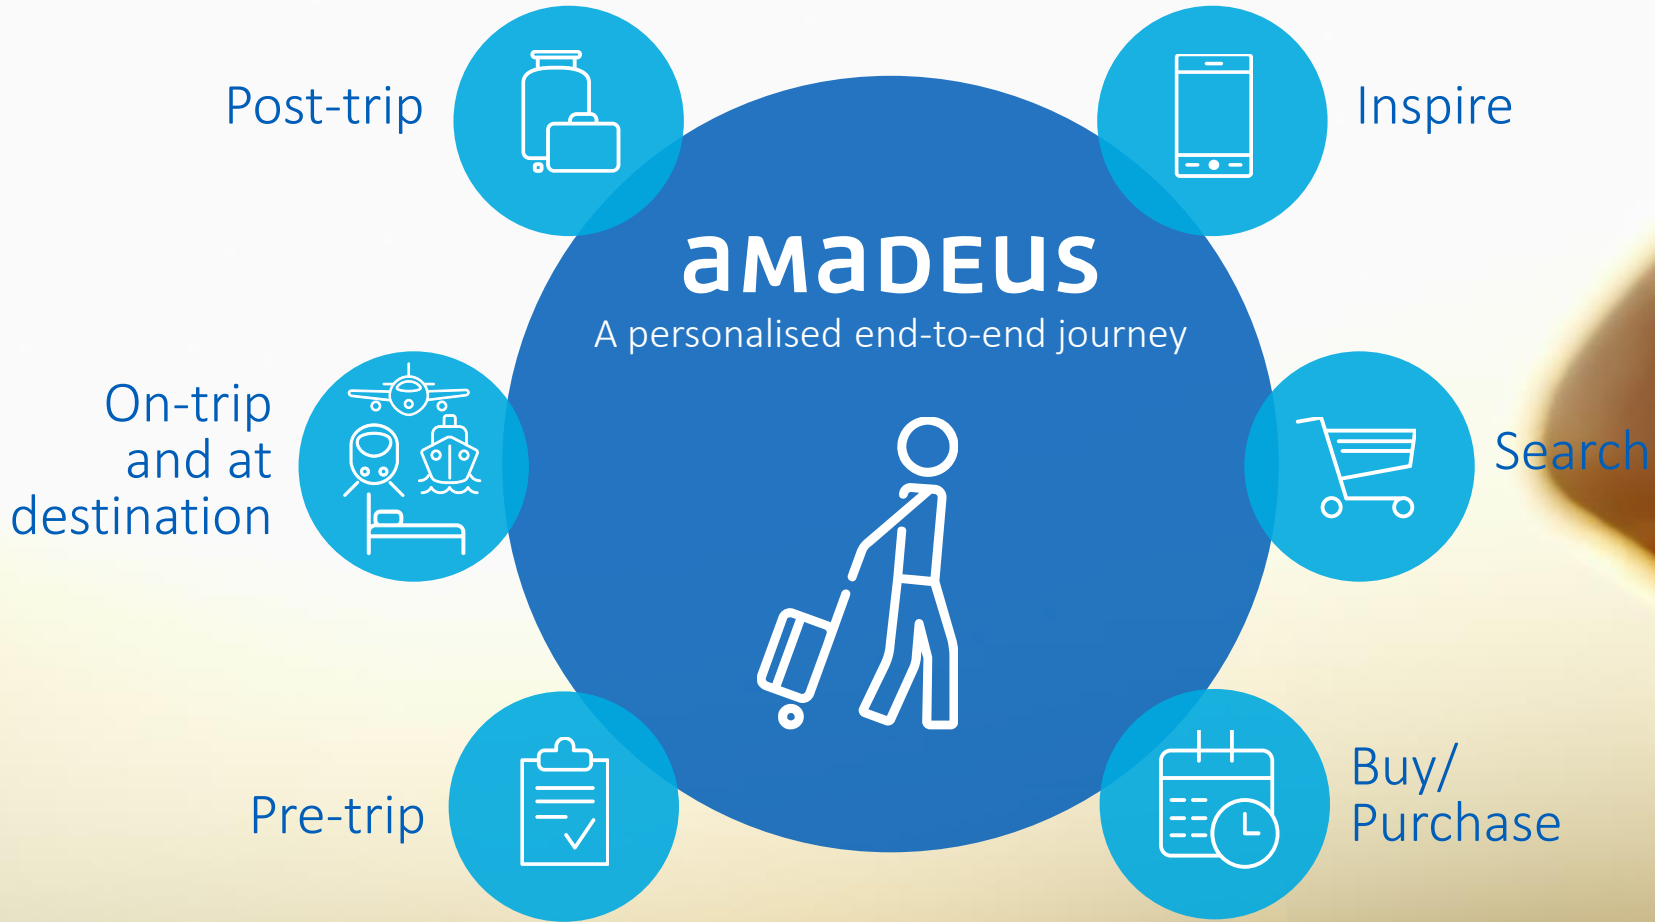 Post-trip
Inspire
amadeus
A personalised end-to-end journey
On-trip
and at
destination
Search
Pre-trip
Buy/
Purchase